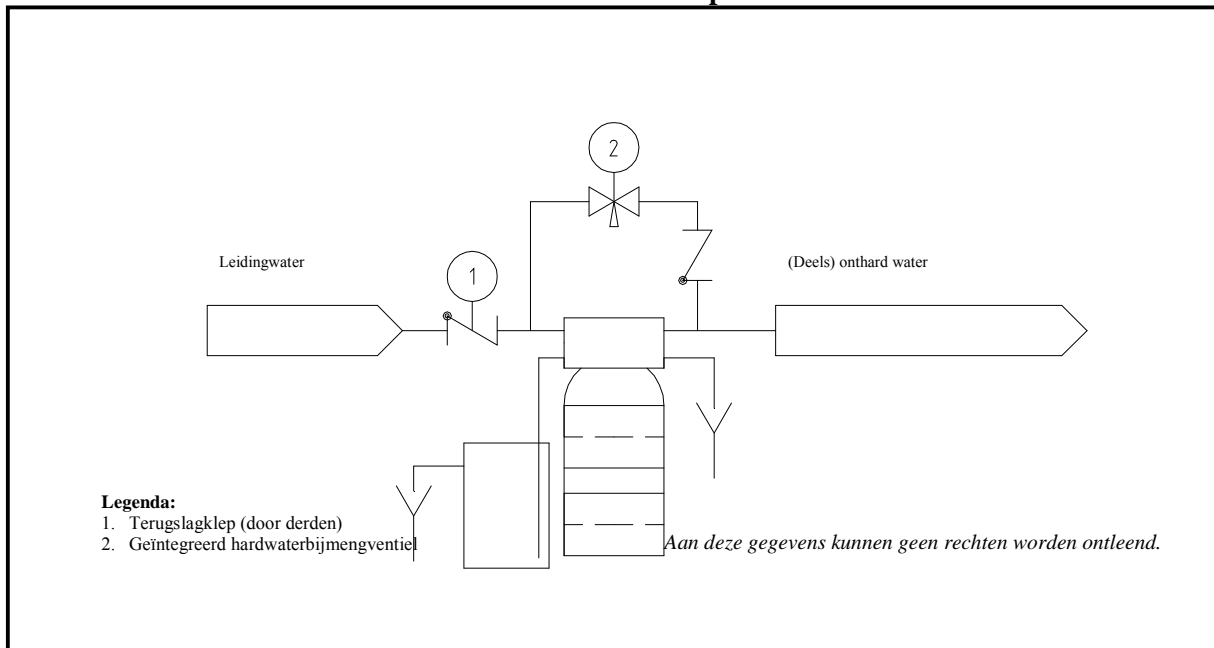 2
Leidingwater
(Deels) onthard water
1
Legenda:
1. Terugslagklep (door derden)
2. Geïntegreerd hardwaterbijmengventiel
Aan deze gegevens kunnen geen rechten worden ontleend.